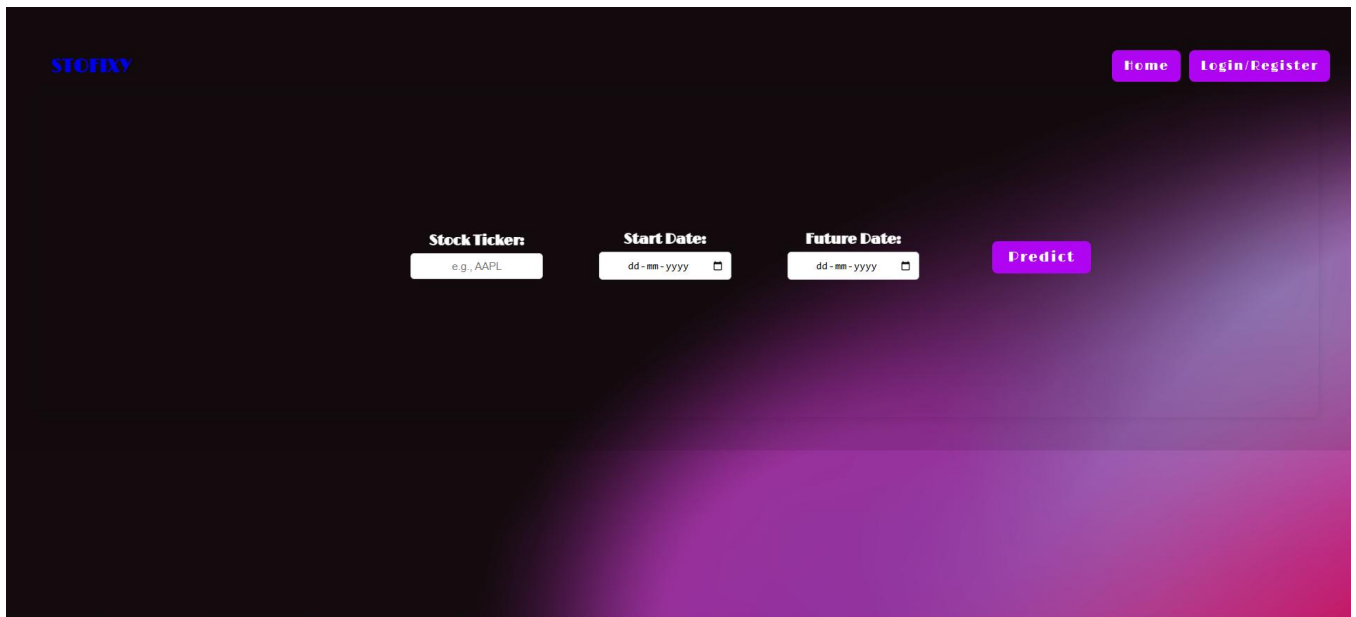 STOFIXY
Home Login/Register
Stock Ticker: Start Date: Future Date:
e.g., AAPL dd-mm-yyyy dd-mm-yyyy
Predict